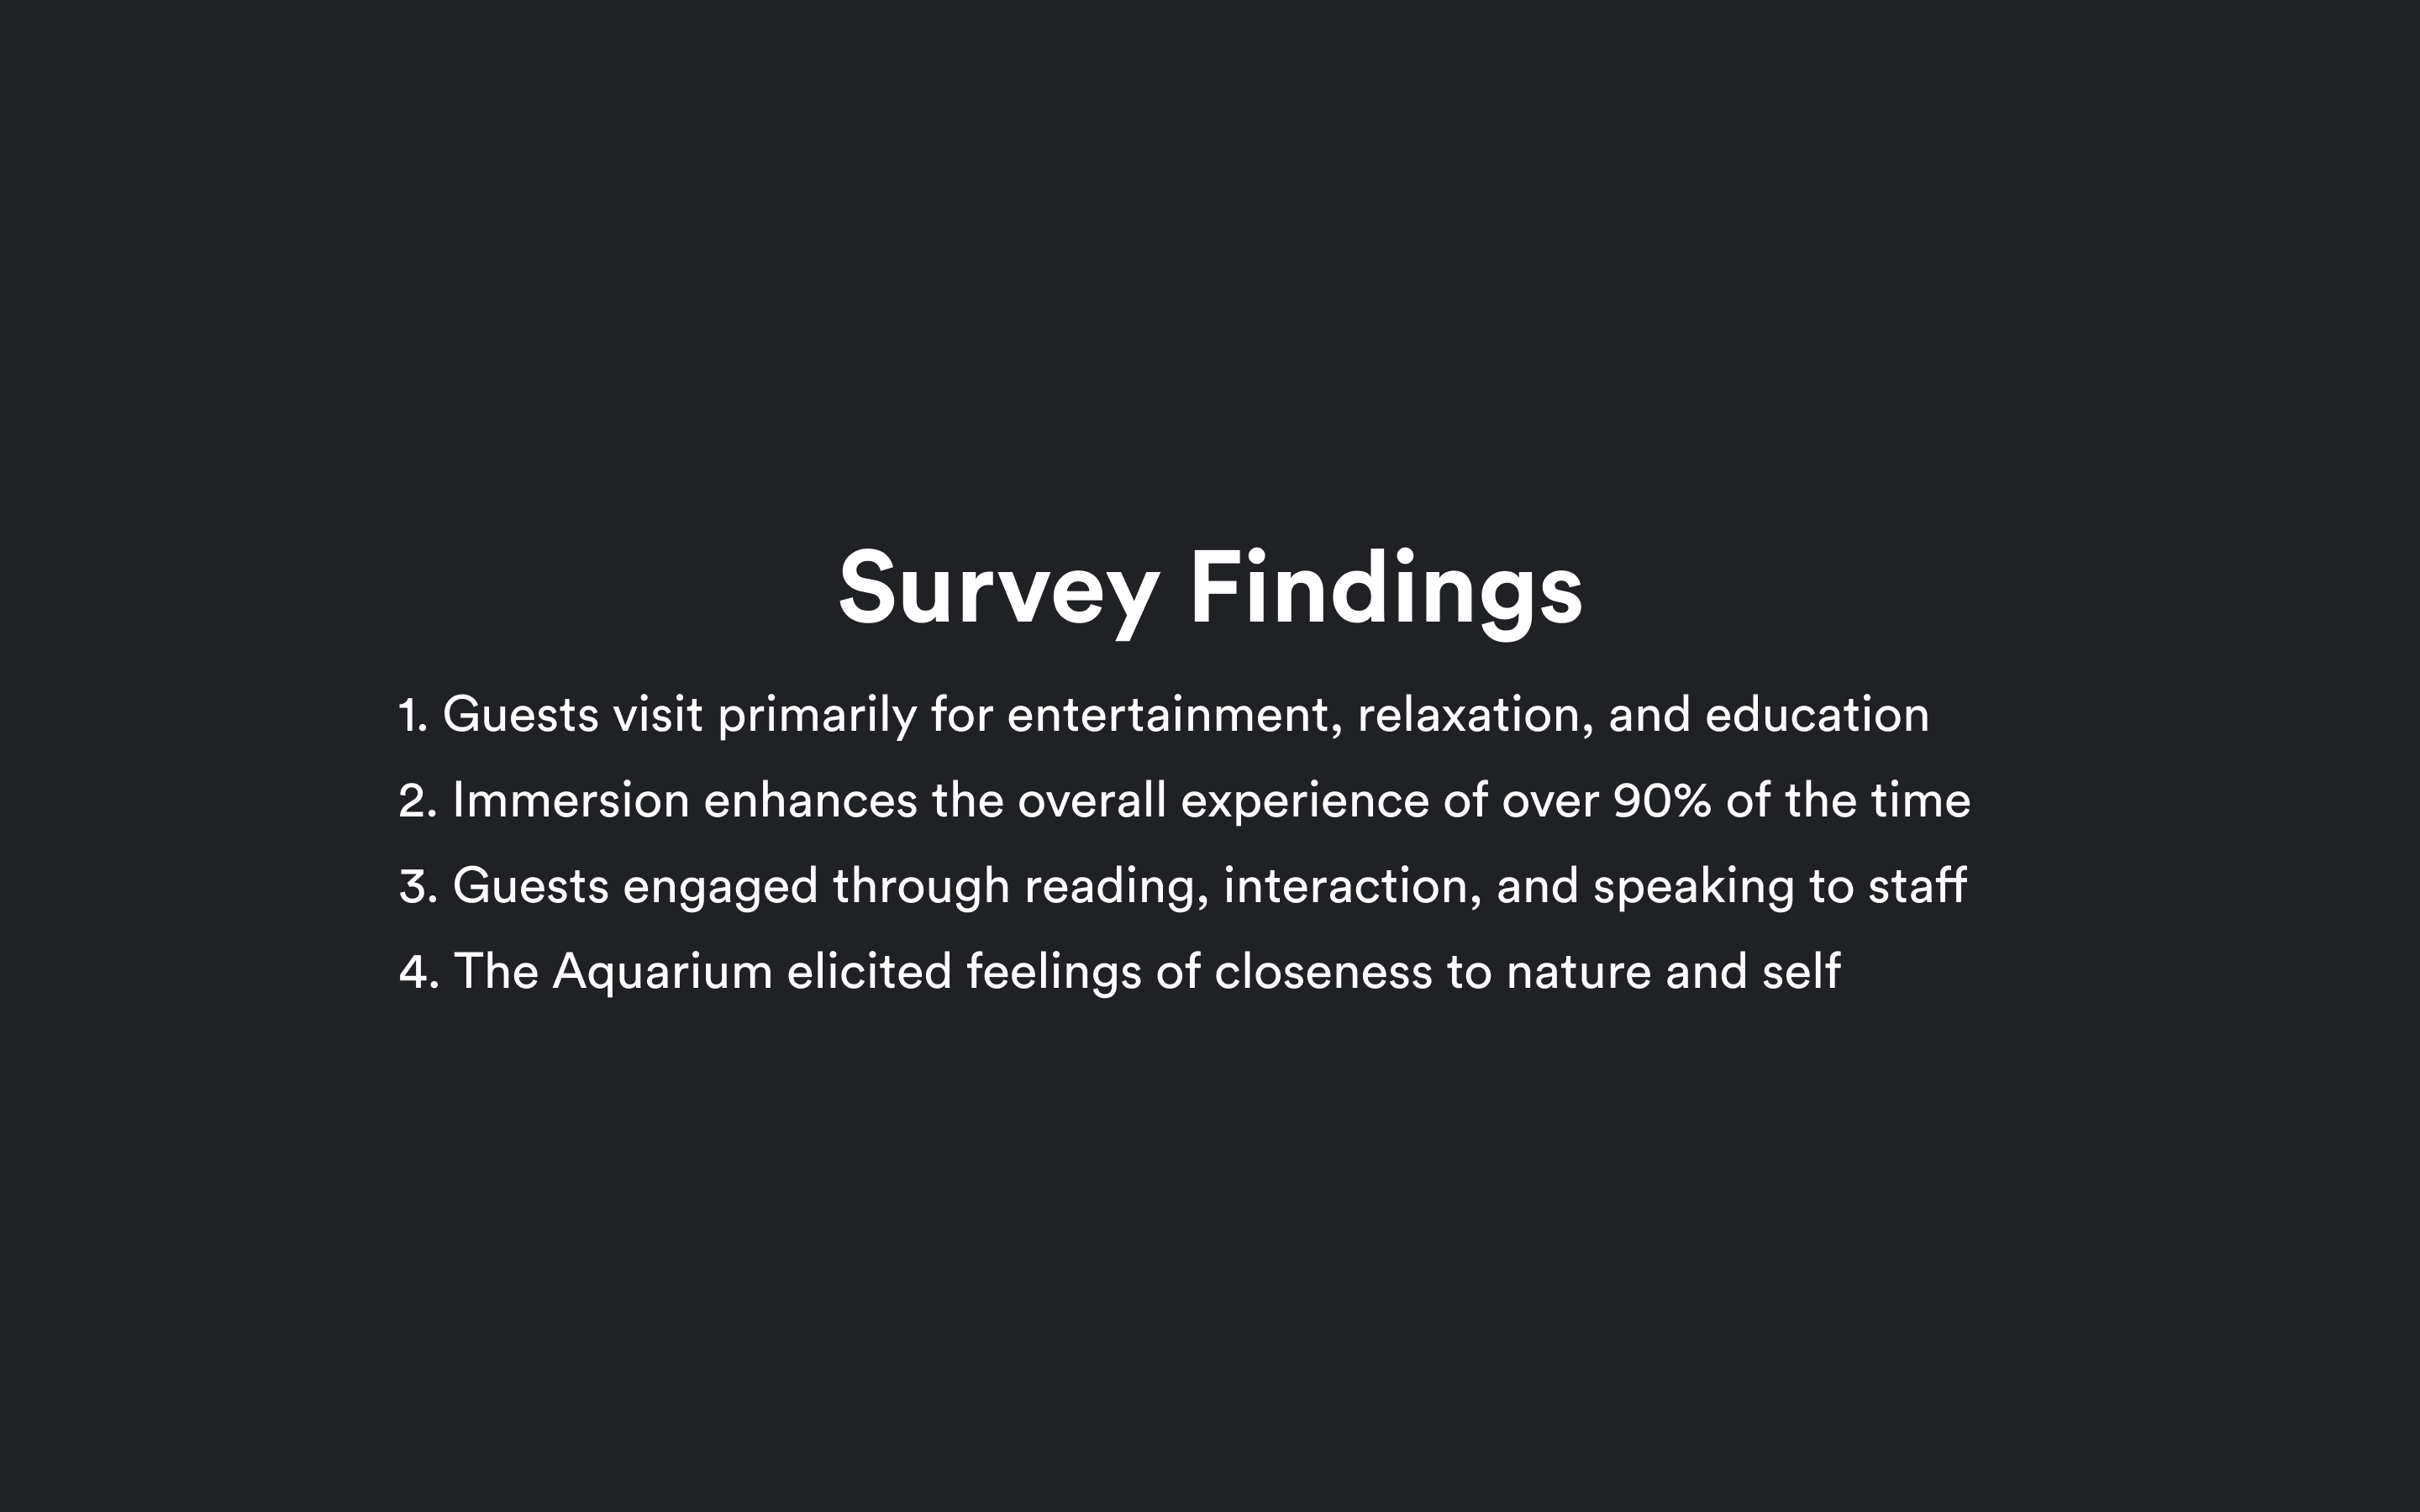 Survey Findings
1. Guests visit primarily for entertainment, relaxation, and education
2. Immersion enhances the overall experience of over 90% of the time
3. Guests engaged through reading, interaction, and speaking to staff
4. The Aquarium elicited feelings of closeness to nature and self